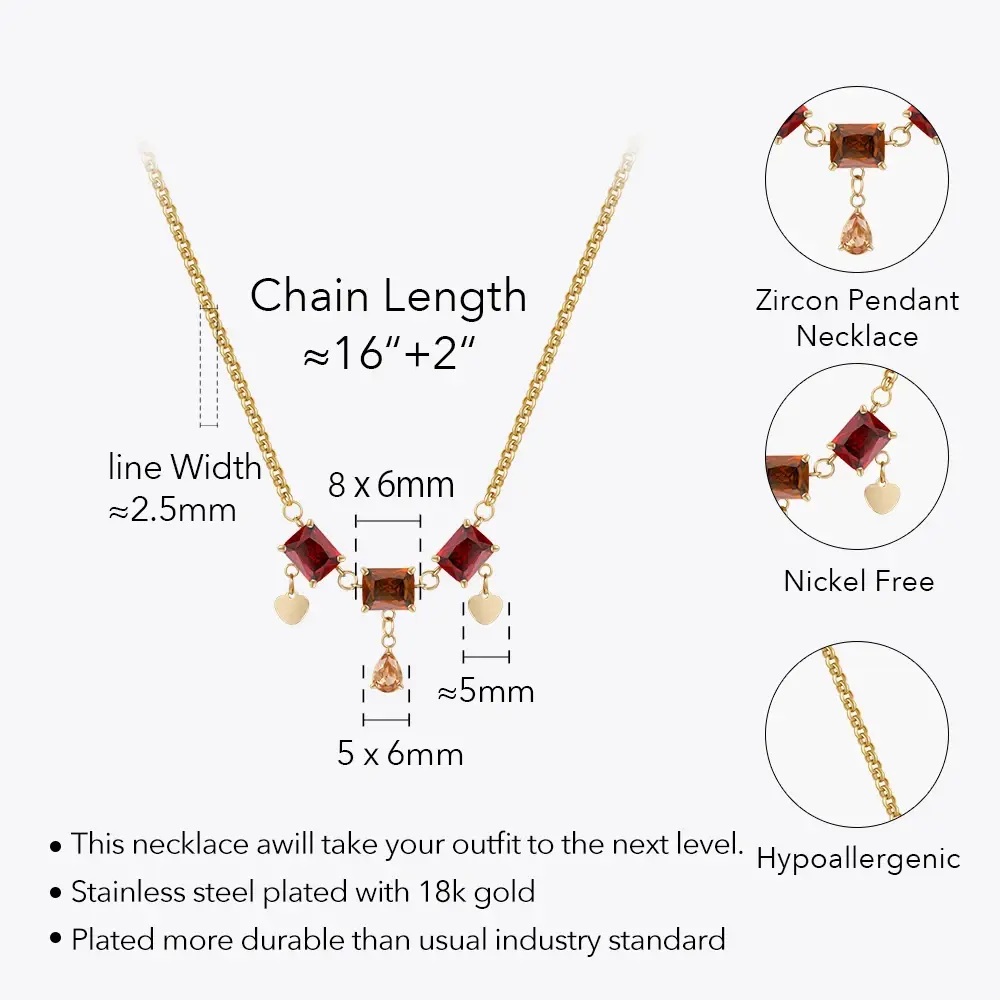 Chain Length
≈16“+2“
line Width
≈2.5mm
8 x 6mm
≈5mm
5 x 6mm
Zircon Pendant
Necklace
Nickel Free
Hypoallergenic
• This necklace awill take your outfit to the next level.
• Stainless steel plated with 18k gold
• Plated more durable than usual industry standard